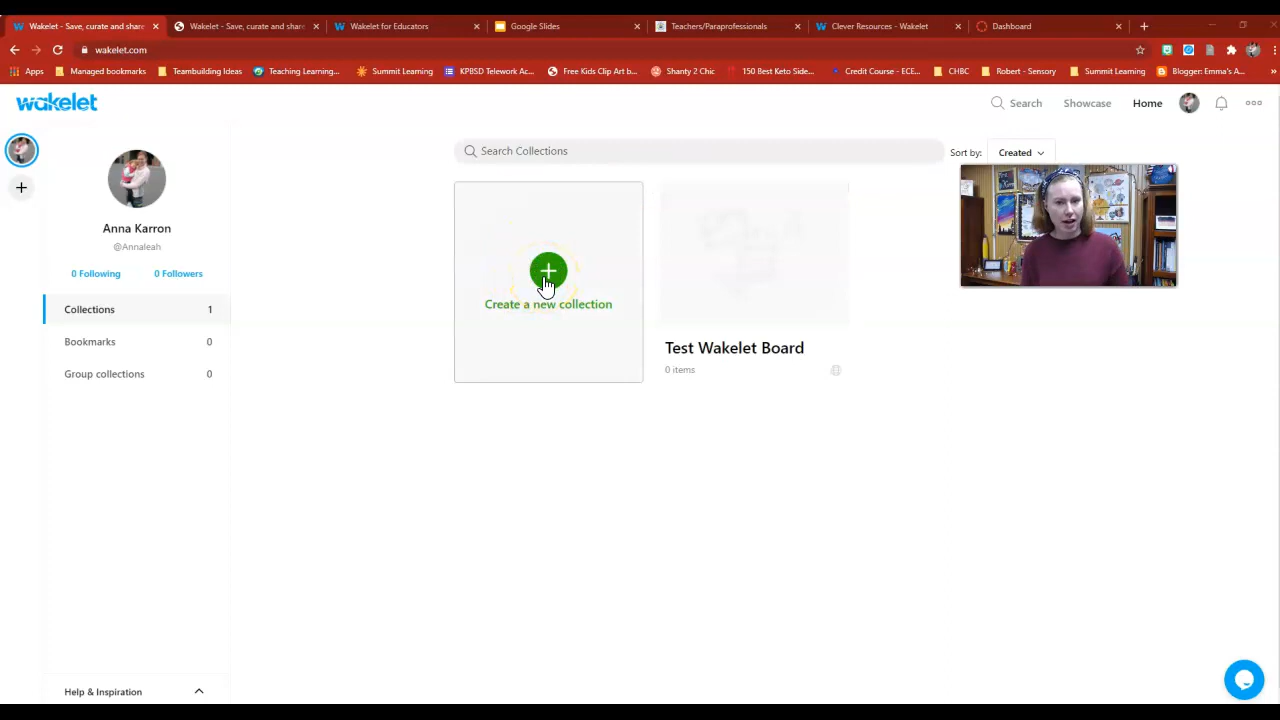 Wakelet - Save, curate and share
Wakelet - Save, curate and share
Wakelet for Educators
Google Slides
Teachers/Paraprofessionals
Clever Resources - Wakelet
Dashboard
wakelet.com
Apps
Managed bookmarks
Teambuilding Ideas
Teaching Learning...
Summit Learning
KPBSD Telework Ac...
Free Kids Clip Art b...
Shanty 2 Chic
150 Best Keto Side...
Credit Course - ECE...
CHBC
Robert - Sensory
Summit Learning
Blogger: Emma's A...
»
wakelet
Search
Showcase
Home
Search Collections
Sort by:
Created
Anna Karron
@Annaleah
0 Following
0 Followers
Collections 1
Bookmarks 0
Group collections 0
Create a new collection
Test Wakelet Board
0 items
Help & Inspiration